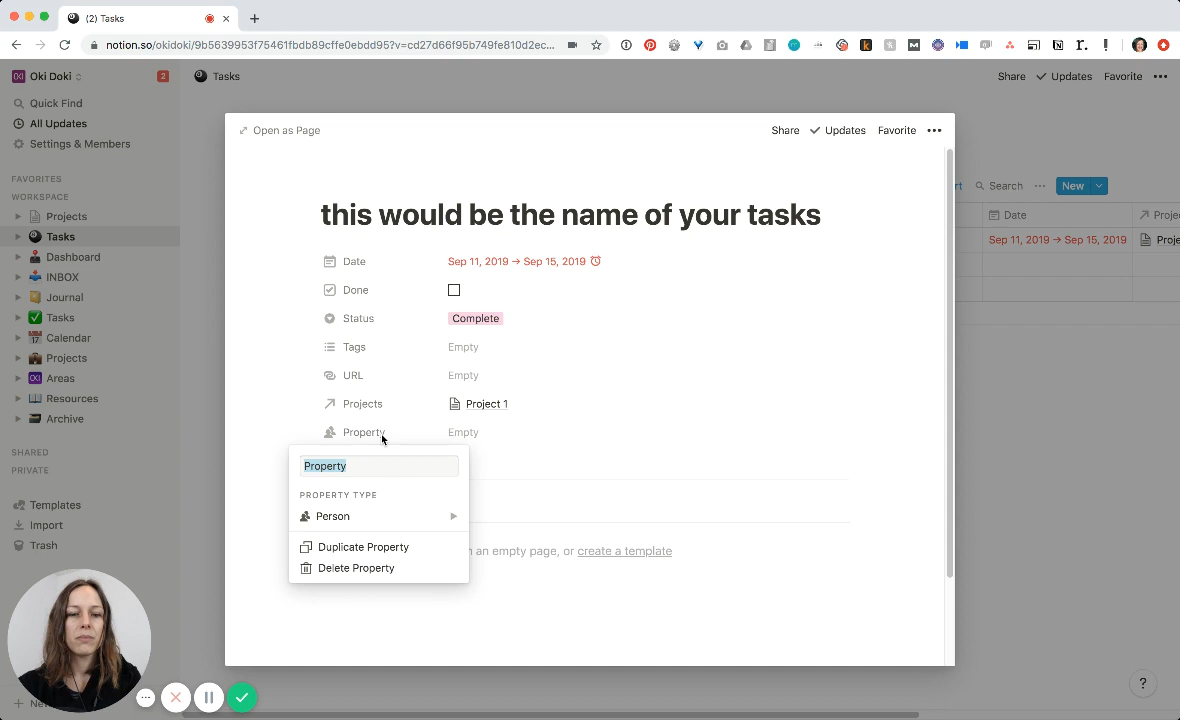 (2) Tasks
notion.so/okidoki/9b5639953f75461fbdb89cffe0ebdd95?v=cd27d66f95b749fe810d2ec...
Oki Doki
2
Tasks
Share
Updates
Favorite
Quick Find
All Updates
Settings & Members
FAVORITES
WORKSPACE
Projects
Tasks
Dashboard
INBOX
Journal
Tasks
Calendar
Projects
Areas
Resources
Archive
SHARED
PRIVATE
Templates
Import
Trash
Open as Page
Share
Updates
Favorite
this would be the name of your tasks
Date
Sep 11, 2019 → Sep 15, 2019
Done
Status
Complete
Tags
Empty
URL
Empty
Projects
Project 1
Property
Empty
Property
PROPERTY TYPE
Person
Duplicate Property
Delete Property
an empty page, or create a template
Search
New
Date
Sep 11, 2019 → Sep 15, 2019
?